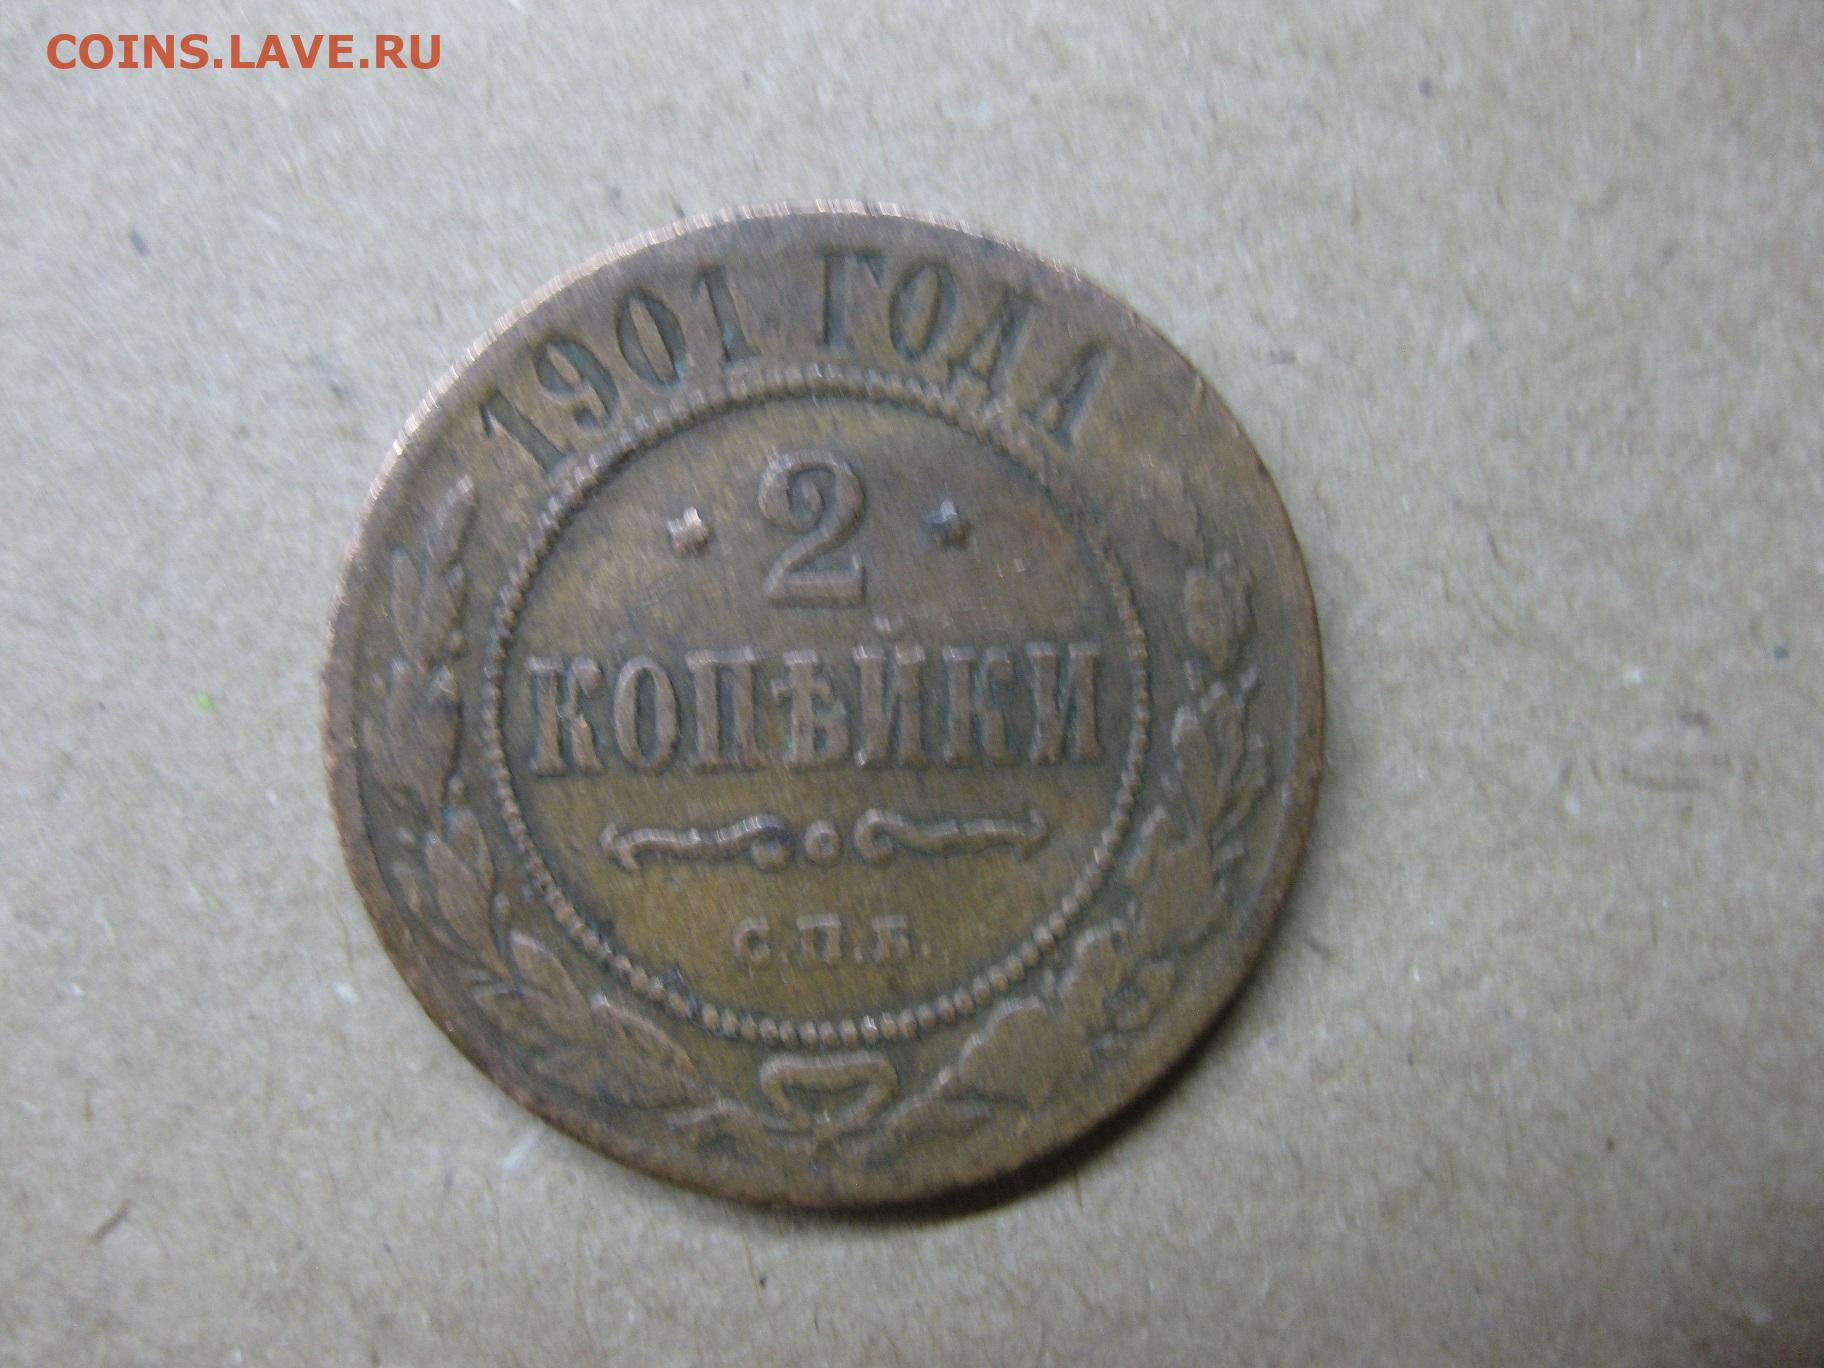 COINS.LAVE.RU
1901 ГОДА
2
КОПѢЙКИ
С.П.Б.